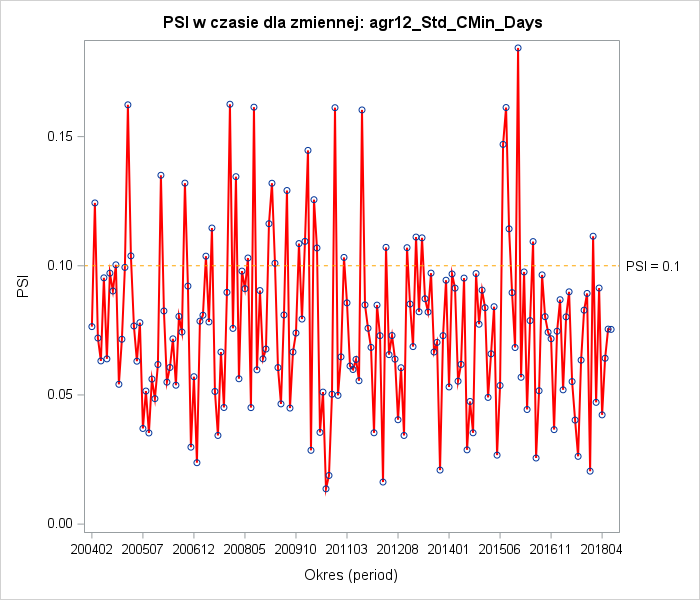 PSI w czasie dla zmiennej: agr12_Std_CMin_Days
0.15
0.10
0.05
0.00
PSI
PSI = 0.1
200402 200507 200612 200805 200910 201103 201208 201401 201506 201611 201804
Okres (period)